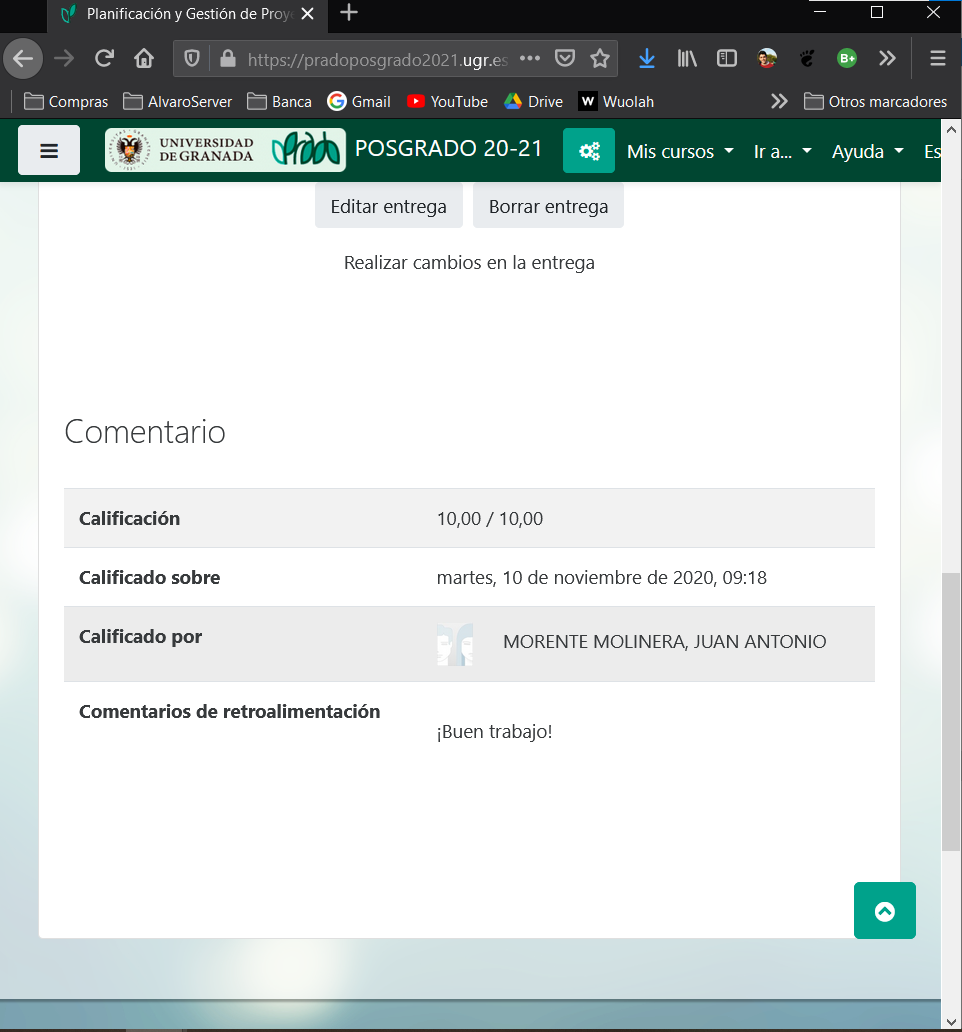 Planificación y Gestión de Proy
https://pradoposgrado2021.ugr.es
Compras AlvaroServer Banca Gmail YouTube Drive Wuolah Otros marcadores
UNIVERSIDAD DE GRANADA prado POSGRADO 20-21 Mis cursos Ir a... Ayuda Es
Editar entrega Borrar entrega
Realizar cambios en la entrega
Comentario
Calificación 10,00 / 10,00
Calificado sobre martes, 10 de noviembre de 2020, 09:18
Calificado por MORENTE MOLINERA, JUAN ANTONIO
Comentarios de retroalimentación
¡Buen trabajo!